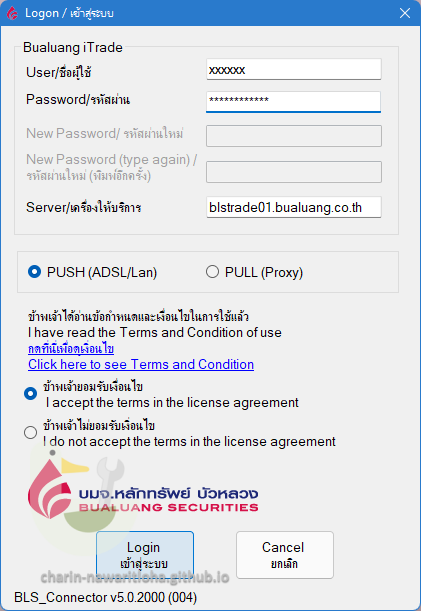 Logon / เข้าสู่ระบบ
Bualuang iTrade
User/ชื่อผู้ใช้
xxxxxx
Password/รหัสผ่าน
************
New Password/ รหัสผ่านใหม่
New Password (type again) /
รหัสผ่านใหม่ (พิมพ์อีกครั้ง)
Server/เครื่องให้บริการ
blstrade01.bualuang.co.th
PUSH (ADSL/Lan)
PULL (Proxy)
ข้าพเจ้าได้อ่านข้อกำหนดและเงื่อนไขในการใช้แล้ว
I have read the Terms and Condition of use
กดที่นี่เพื่อดูเงื่อนไข
Click here to see Terms and Condition
ข้าพเจ้ายอมรับเงื่อนไข
I accept the terms in the license agreement
ข้าพเจ้าไม่ยอมรับเงื่อนไข
I do not accept the terms in the license agreement
บมจ.หลักทรัพย์ บัวหลวง
BUALUANG SECURITIES
Login
เข้าสู่ระบบ
Cancel
ยกเลิก
charin-nawaritloha.github.io
BLS_Connector v5.0.2000 (004)